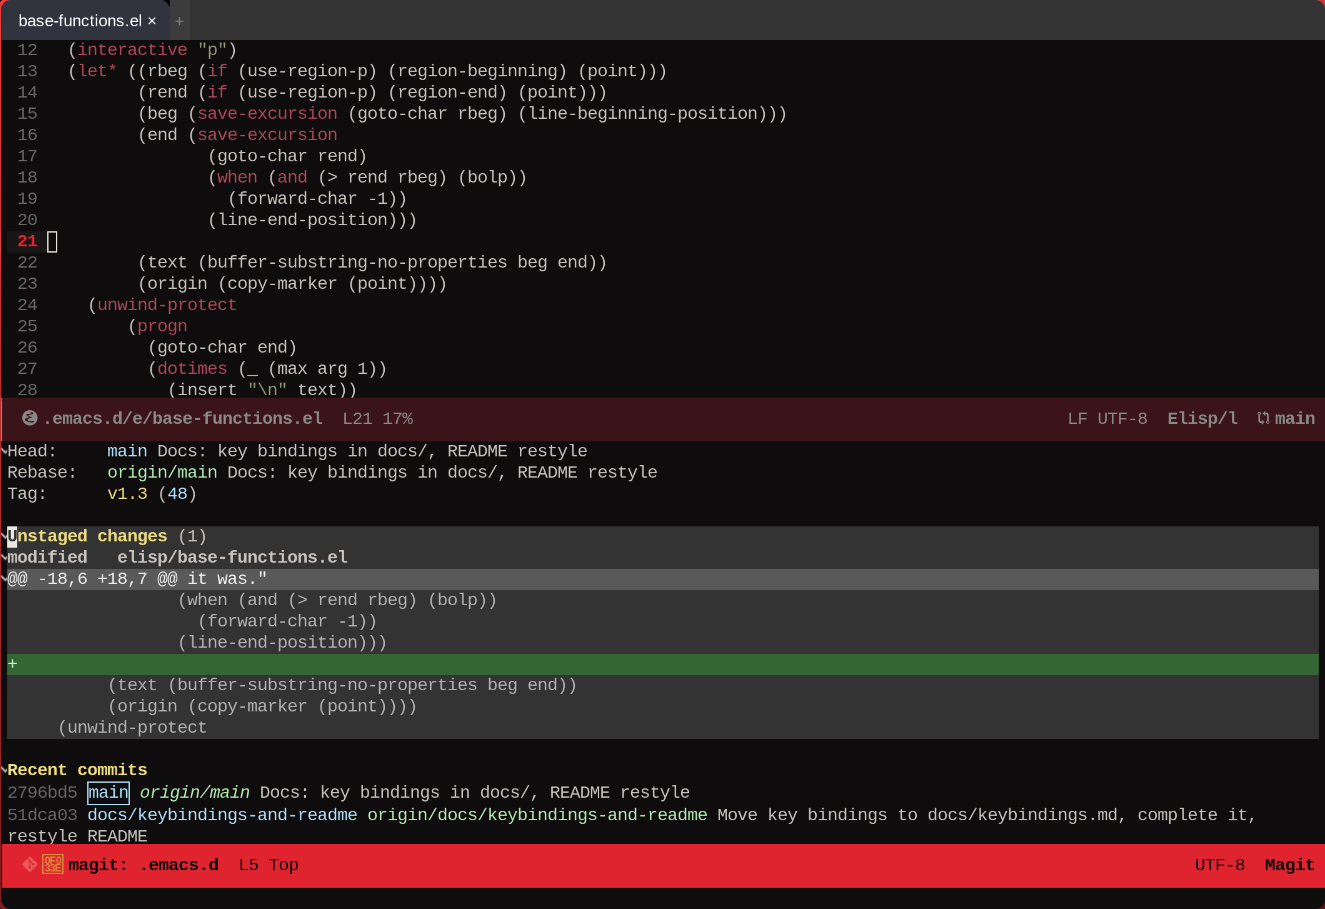 base-functions.el × +
12 (interactive "p")
13 (let* ((rbeg (if (use-region-p) (region-beginning) (point)))
14 (rend (if (use-region-p) (region-end) (point)))
15 (beg (save-excursion (goto-char rbeg) (line-beginning-position)))
16 (end (save-excursion
17 (goto-char rend)
18 (when (and (> rend rbeg) (bolp))
19 (forward-char -1))
20 (line-end-position)))
21
22 (text (buffer-substring-no-properties beg end))
23 (origin (copy-marker (point))))
24 (unwind-protect
25 (progn
26 (goto-char end)
27 (dotimes (_ (max arg 1))
28 (insert "\n" text))
.emacs.d/e/base-functions.el L21 17% LF UTF-8 Elisp/l main
Head: main Docs: key bindings in docs/, README restyle
Rebase: origin/main Docs: key bindings in docs/, README restyle
Tag: v1.3 (48)
Unstaged changes (1)
modified elisp/base-functions.el
@@ -18,6 +18,7 @@ it was."
(when (and (> rend rbeg) (bolp))
(forward-char -1))
(line-end-position)))
+
(text (buffer-substring-no-properties beg end))
(origin (copy-marker (point))))
(unwind-protect
Recent commits
2796bd5 main origin/main Docs: key bindings in docs/, README restyle
51dca03 docs/keybindings-and-readme origin/docs/keybindings-and-readme Move key bindings to docs/keybindings.md, complete it,
restyle README
magit: .emacs.d L5 Top UTF-8 Magit